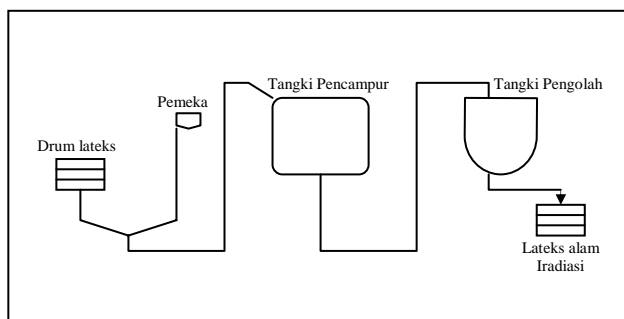 Drum lateks
Pemeka
Tangki Pencampur
Tangki Pengolah
Lateks alam
Iradiasi